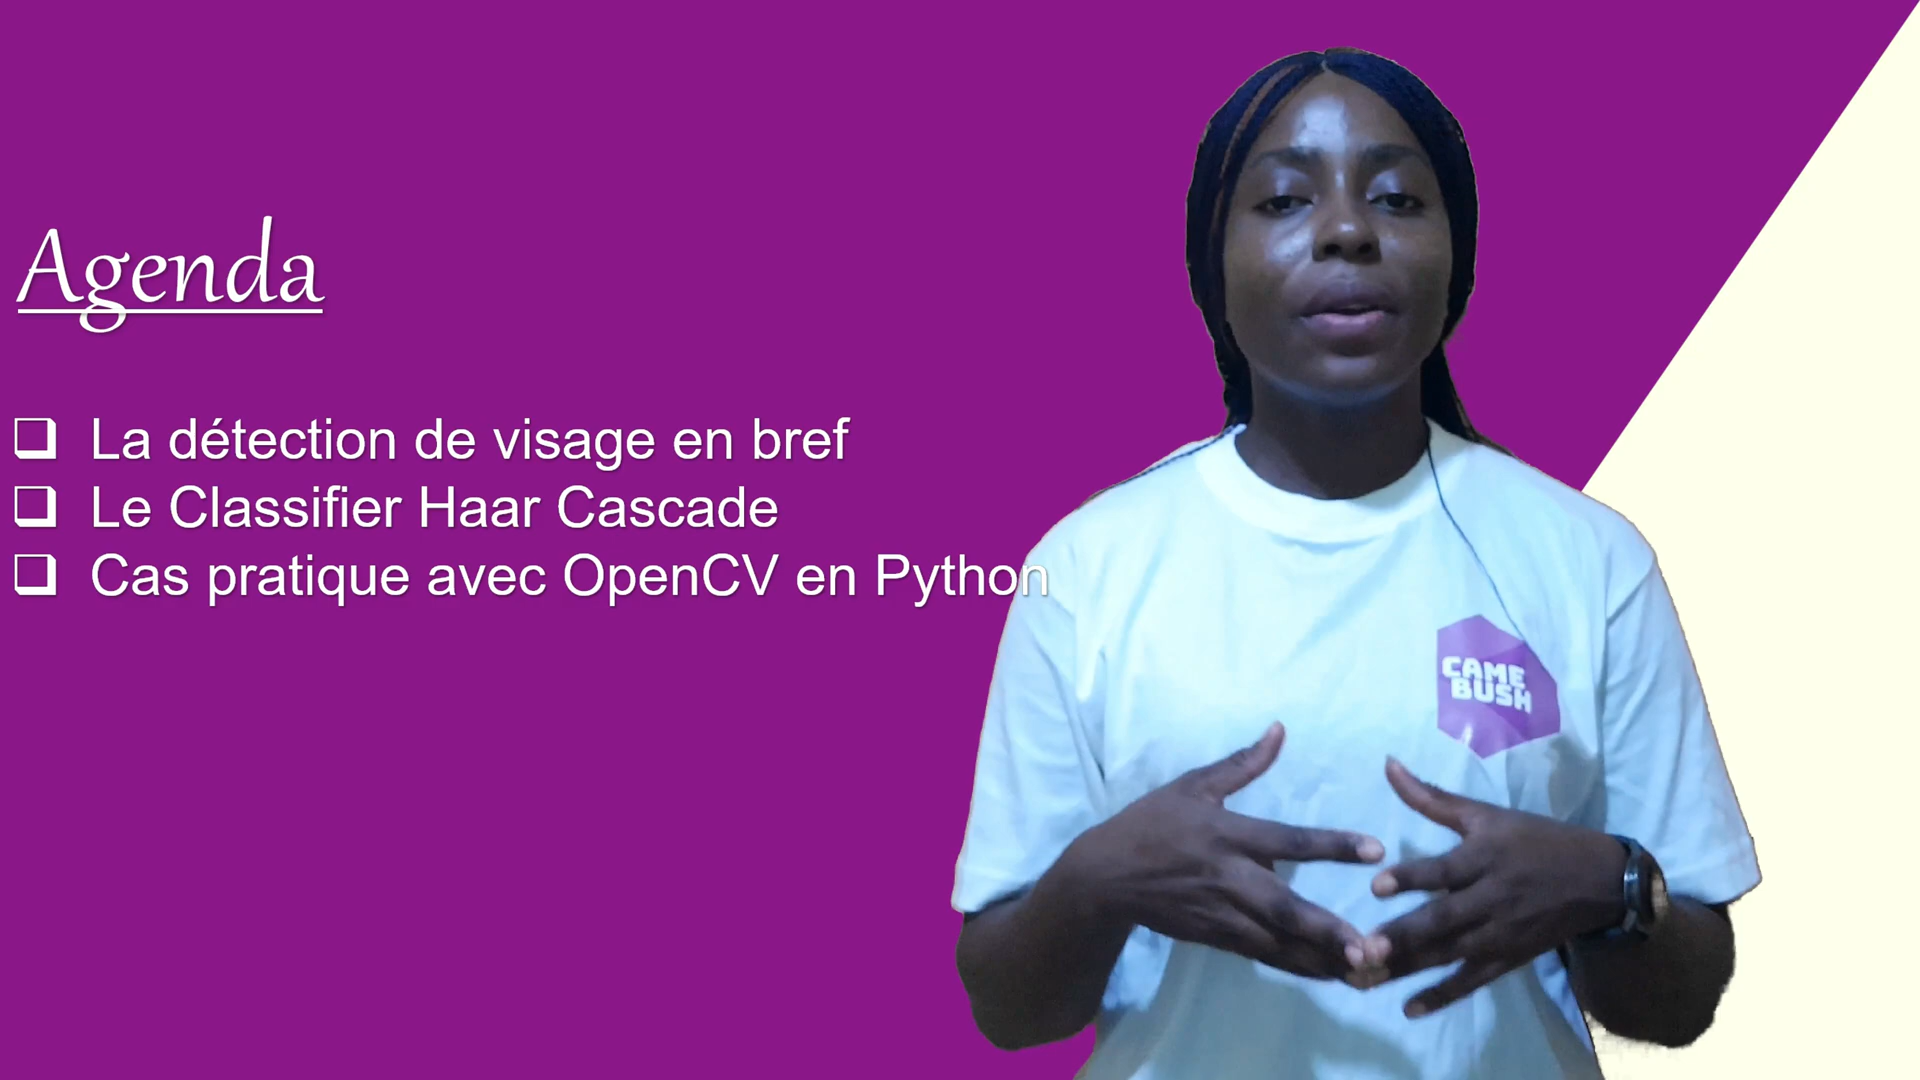 Agenda
❑ La détection de visage en bref
❑ Le Classifier Haar Cascade
❑ Cas pratique avec OpenCV en Python
CAME
BUSH